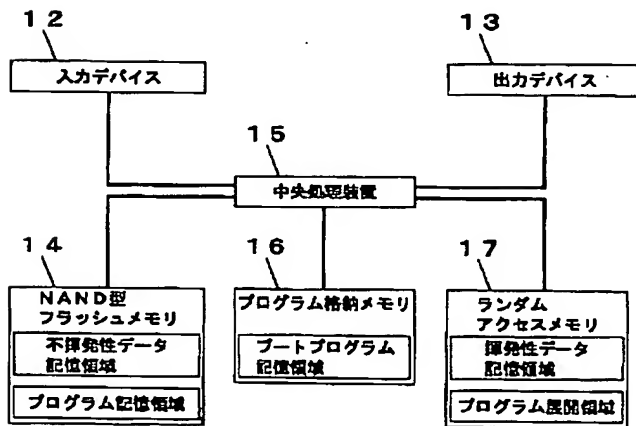 12
13
入力デバイス
出力デバイス
15
中央処理装置
14
16
17
NAND型
フラッシュメモリ
不揮発性データ
記憶領域
プログラム記憶領域
プログラム格納メモリ
ブートプログラム
記憶領域
ランダム
アクセスメモリ
揮発性データ
記憶領域
プログラム展開領域